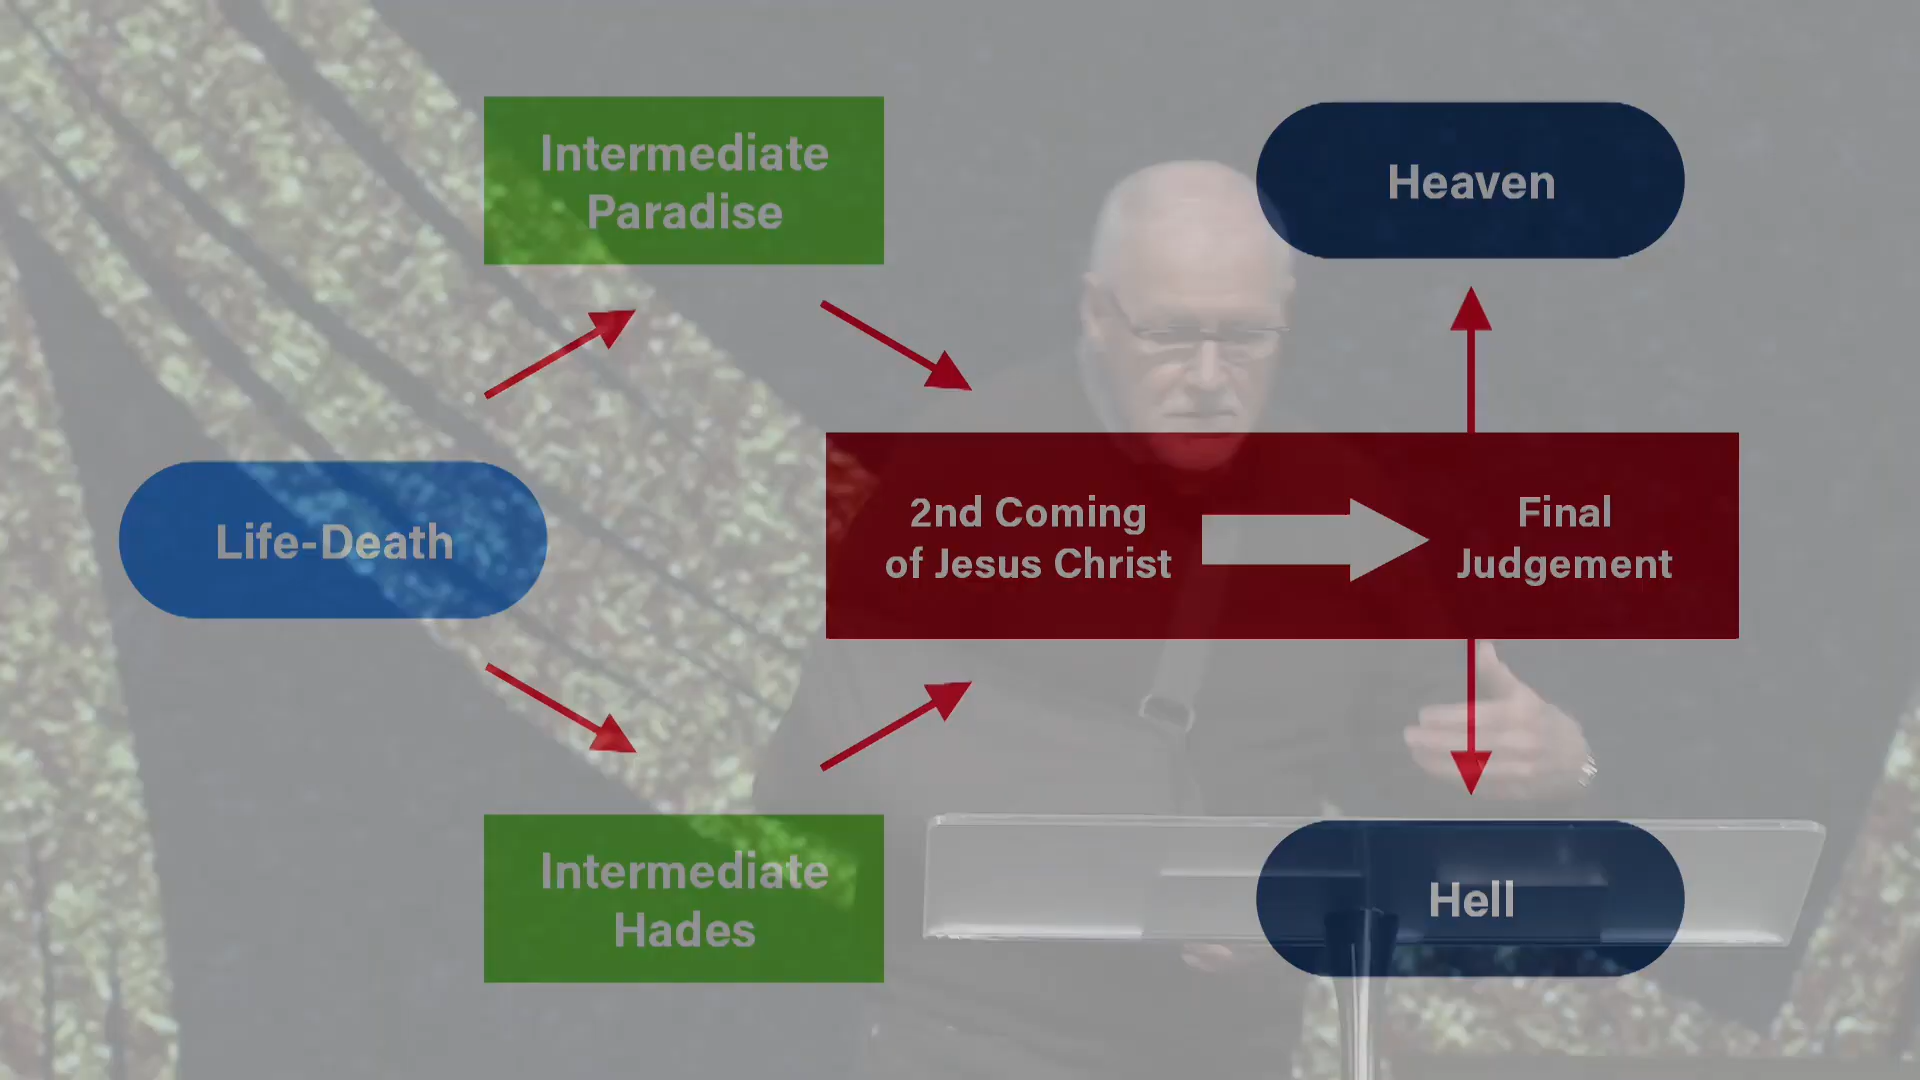 Intermediate
Paradise
Heaven
Life-Death
2nd Coming
of Jesus Christ
Final
Judgement
Intermediate
Hades
Hell